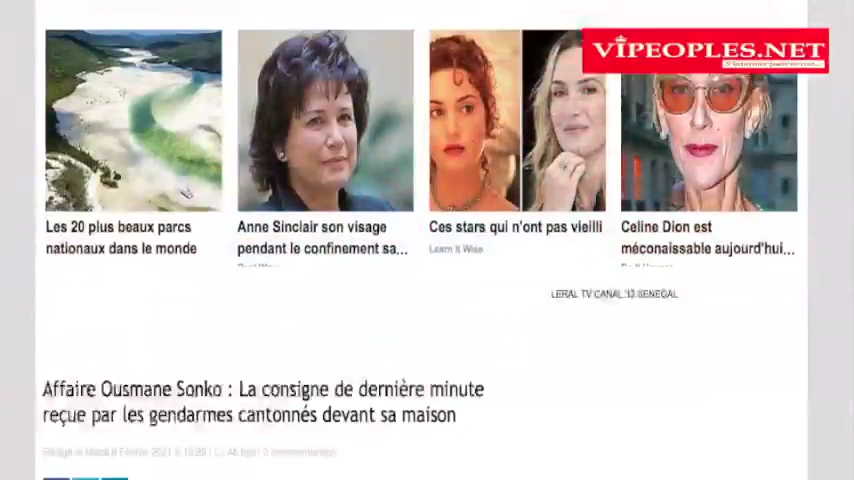 VIPEOPLES.NET
Les 20 plus beaux parcs
nationaux dans le monde
Anne Sinclair son visage
pendant le confinement sa...
Ces stars qui n'ont pas vieilli
Learn It Wise
Celine Dion est
méconaissable aujourd'hui...
LERAL TV CANAL 33 SENEGAL
Affaire Ousmane Sonko : La consigne de dernière minute
reçue par les gendarmes cantonnés devant sa maison